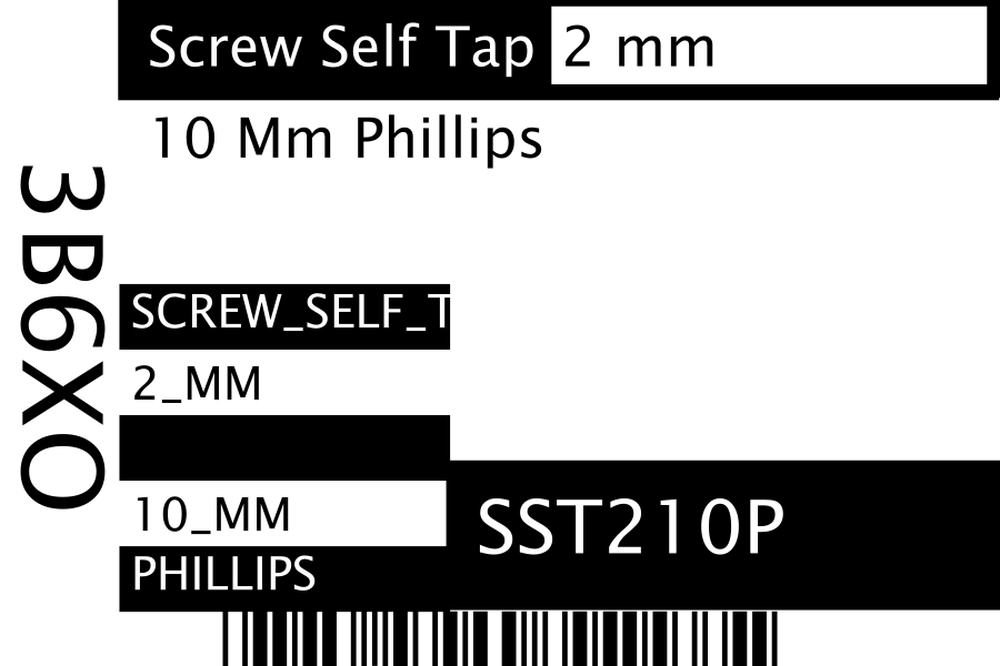 Screw Self Tap 2 mm
10 Mm Phillips
3B6XO
SCREW_SELF_T
2_MM
10_MM
PHILLIPS
SST210P